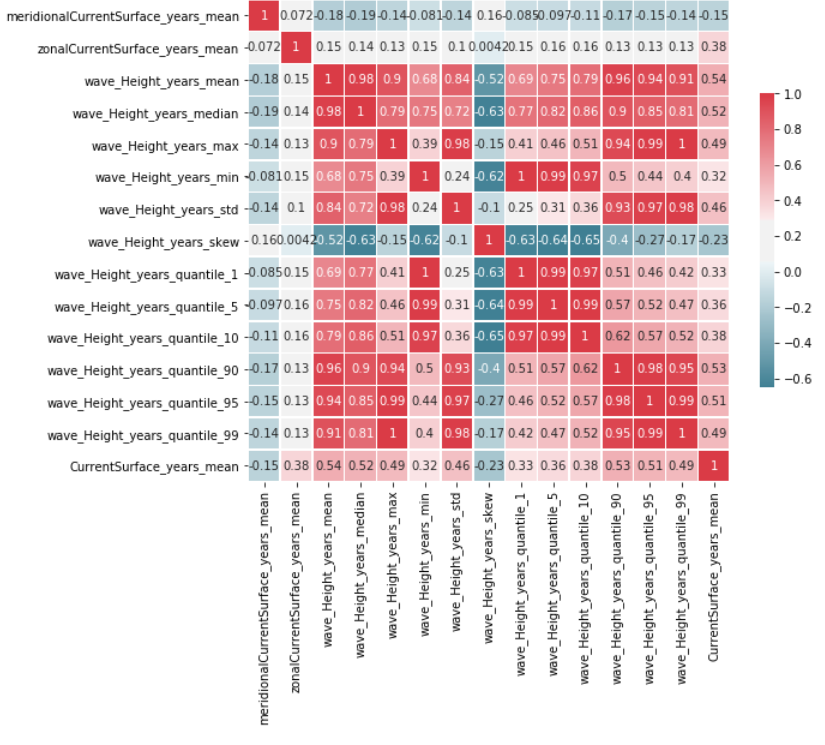 meridionalCurrentSurface_years_mean 1 0.072 -0.18 -0.19 -0.14 -0.081 -0.14 0.16 -0.085 -0.097 -0.11 -0.17 -0.15 -0.14 -0.15
zonalCurrentSurface_years_mean -0.072 1 0.15 0.14 0.13 0.15 0.1 0.0042 0.15 0.16 0.16 0.13 0.13 0.13 0.38
wave_Height_years_mean -0.18 0.15 1 0.98 0.9 0.68 0.84 -0.52 0.69 0.75 0.79 0.96 0.94 0.91 0.54
wave_Height_years_median -0.19 0.14 0.98 1 0.79 0.75 0.72 -0.63 0.77 0.82 0.86 0.9 0.85 0.81 0.52
wave_Height_years_max -0.14 0.13 0.9 0.79 1 0.39 0.98 -0.15 0.41 0.46 0.51 0.94 0.99 1 0.49
wave_Height_years_min -0.081 0.15 0.68 0.75 0.39 1 0.24 -0.62 1 0.99 0.97 0.5 0.44 0.4 0.32
wave_Height_years_std -0.14 0.1 0.84 0.72 0.98 0.24 1 -0.1 0.25 0.31 0.36 0.93 0.97 0.98 0.46
wave_Height_years_skew 0.16 0.0042 -0.52 -0.63 -0.15 -0.62 -0.1 1 -0.63 -0.64 -0.65 -0.4 -0.27 -0.17 -0.23
wave_Height_years_quantile_1 -0.085 0.15 0.69 0.77 0.41 1 0.25 -0.63 1 0.99 0.97 0.51 0.46 0.42 0.33
wave_Height_years_quantile_5 -0.097 0.16 0.75 0.82 0.46 0.99 0.31 -0.64 0.99 1 0.99 0.57 0.52 0.47 0.36
wave_Height_years_quantile_10 -0.11 0.16 0.79 0.86 0.51 0.97 0.36 -0.65 0.97 0.99 1 0.62 0.57 0.52 0.38
wave_Height_years_quantile_90 -0.17 0.13 0.96 0.9 0.94 0.5 0.93 -0.4 0.51 0.57 0.62 1 0.98 0.95 0.53
wave_Height_years_quantile_95 -0.15 0.13 0.94 0.85 0.99 0.44 0.97 -0.27 0.46 0.52 0.57 0.98 1 0.99 0.51
wave_Height_years_quantile_99 -0.14 0.13 0.91 0.81 1 0.4 0.98 -0.17 0.42 0.47 0.52 0.95 0.99 1 0.49
CurrentSurface_years_mean -0.15 0.38 0.54 0.52 0.49 0.32 0.46 -0.23 0.33 0.36 0.38 0.53 0.51 0.49 1
meridionalCurrentSurface_years_mean
zonalCurrentSurface_years_mean
wave_Height_years_mean
wave_Height_years_median
wave_Height_years_max
wave_Height_years_min
wave_Height_years_std
wave_Height_years_skew
wave_Height_years_quantile_1
wave_Height_years_quantile_5
wave_Height_years_quantile_10
wave_Height_years_quantile_90
wave_Height_years_quantile_95
wave_Height_years_quantile_99
CurrentSurface_years_mean
1.0
0.8
0.6
0.4
0.2
0.0
−0.2
−0.4
−0.6